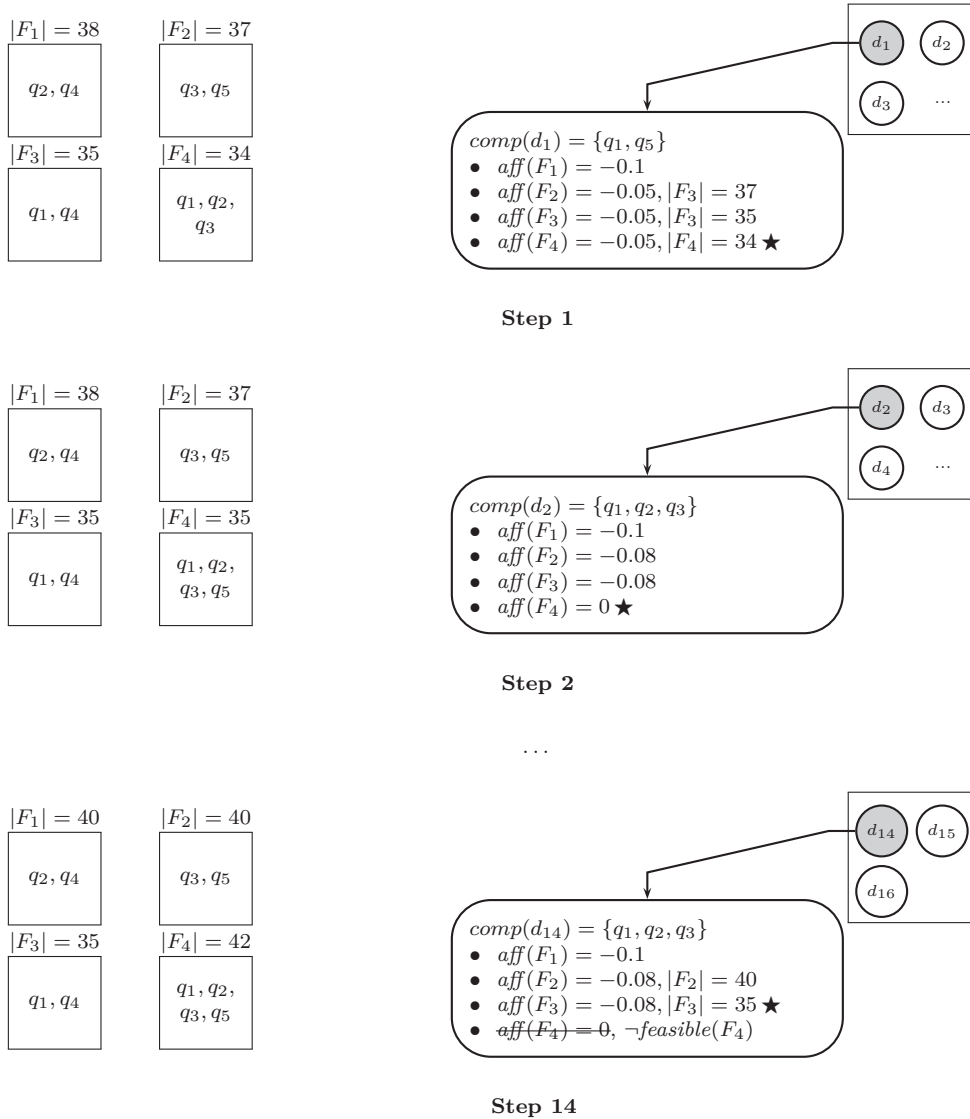 |F₁| = 38 |F₂| = 37
q₂, q₄ q₃, q₅
|F₃| = 35 |F₄| = 34
q₁, q₄ q₁, q₂,
q₃
d₁ d₂
d₃ ...
comp(d₁) = {q₁, q₅}
• aff(F₁) = −0.1
• aff(F₂) = −0.05, |F₃| = 37
• aff(F₃) = −0.05, |F₃| = 35
• aff(F₄) = −0.05, |F₄| = 34 ★
Step 1
|F₁| = 38 |F₂| = 37
q₂, q₄ q₃, q₅
|F₃| = 35 |F₄| = 35
q₁, q₄ q₁, q₂,
q₃, q₅
d₂ d₃
d₄ ...
comp(d₂) = {q₁, q₂, q₃}
• aff(F₁) = −0.1
• aff(F₂) = −0.08
• aff(F₃) = −0.08
• aff(F₄) = 0 ★
Step 2
...
|F₁| = 40 |F₂| = 40
q₂, q₄ q₃, q₅
|F₃| = 35 |F₄| = 42
q₁, q₄ q₁, q₂,
q₃, q₅
d₁₄ d₁₅
d₁₆
comp(d₁₄) = {q₁, q₂, q₃}
• aff(F₁) = −0.1
• aff(F₂) = −0.08, |F₂| = 40
• aff(F₃) = −0.08, |F₃| = 35 ★
• aff(F₄) = 0, ¬feasible(F₄)
Step 14